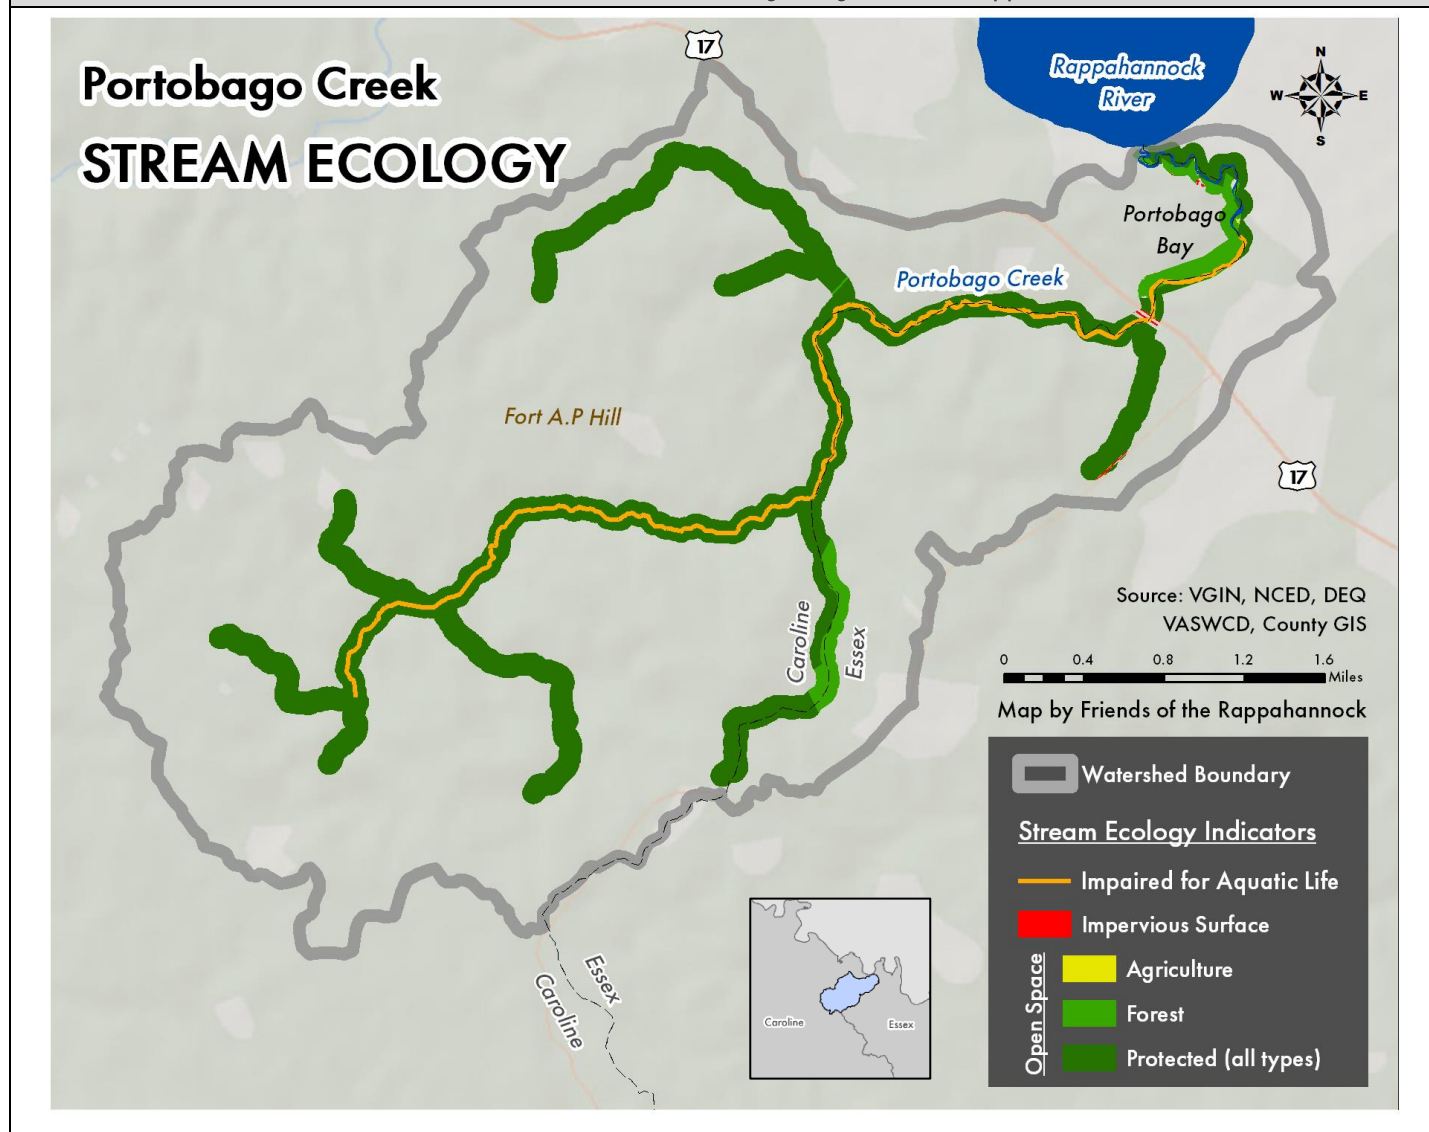 Portobago Creek
STREAM ECOLOGY
17
Rappahannock
River
N
W
E
S
Portobago
Bay
Portobago Creek
Fort A.P Hill
17
Caroline
Essex
Source: VGIN, NCED, DEQ
VASWCD, County GIS
0 0.4 0.8 1.2 1.6
Miles
Map by Friends of the Rappahannock
Watershed Boundary
Stream Ecology Indicators
Impaired for Aquatic Life
Impervious Surface
Open Space
Agriculture
Forest
Protected (all types)
Essex
Caroline
Caroline
Essex